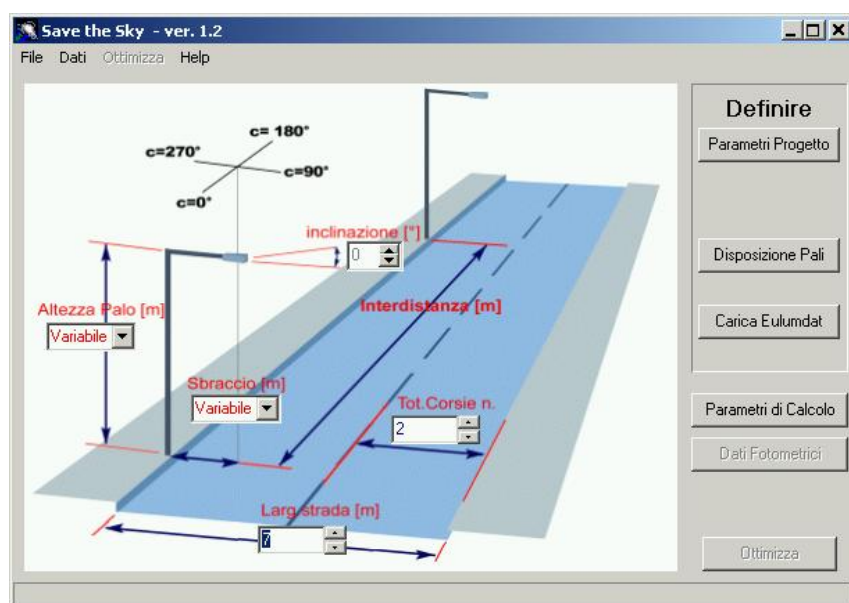 Save the Sky - ver. 1.2
File Dati Ottimizza Help
Definire
Parametri Progetto
Disposizione Pali
Carica Eulumdat
Parametri di Calcolo
Dati Fotometrici
Ottimizza
c= 180°
c=270°
c=90°
c=0°
inclinazione [°]
0
Altezza Palo [m]
Variabile
Interdistanza [m]
Sbraccio [m]
Variabile
Tot.Corsie n.
2
Larg.strada [m]
7